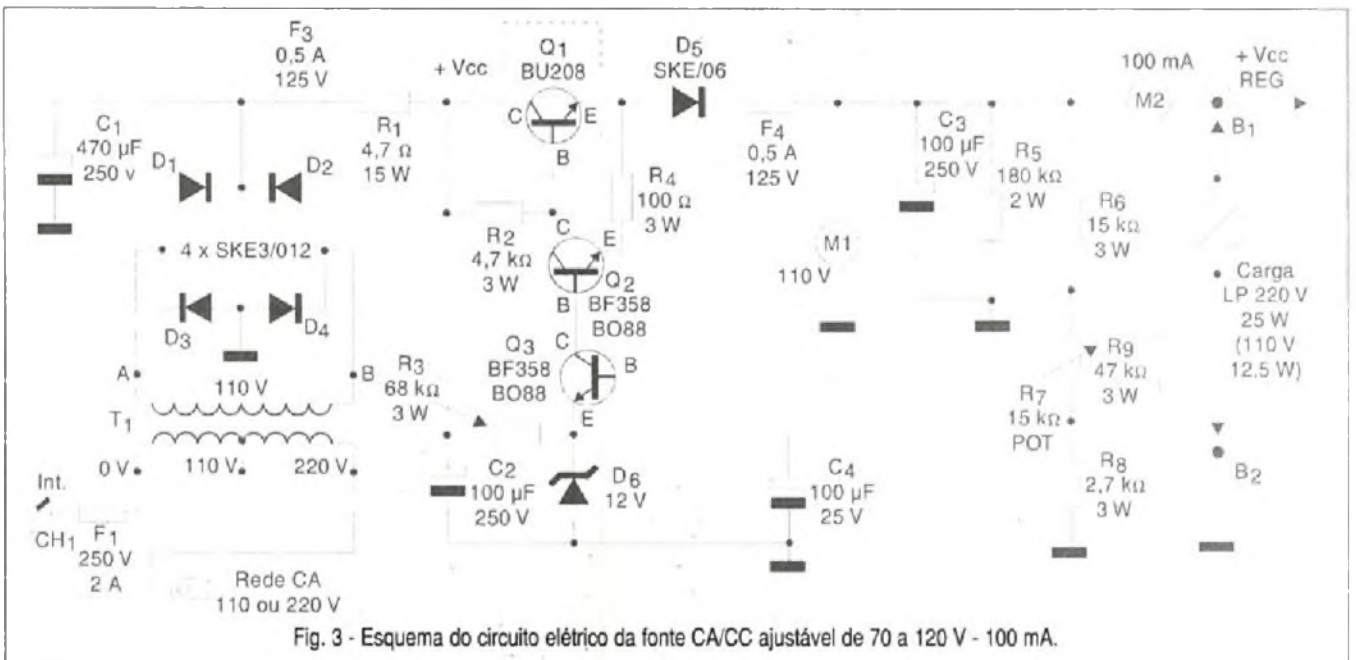 F3
0,5 A
125 V
+ Vcc
Q1
BU208
D5
SKE/06
100 mA
+ Vcc
REG
M2
C
E
B
B1
C1
470 µF
250 v
D1
D2
R1
4,7 Ω
15 W
R4
100 Ω
3 W
F4
0,5 A
125 V
C3
100 µF
250 V
R5
180 kΩ
2 W
R6
15 kΩ
3 W
4 x SKE3/012
R2
4,7 kΩ
3 W
C
E
B
Q2
BF358
BO88
M1
110 V
Carga
LP 220 V
25 W
(110 V
12,5 W)
D3
D4
Q3
BF358
BO88
C
B
E
R3
68 kΩ
3 W
R9
47 kΩ
3 W
R7
15 kΩ
POT
A
110 V
B
T1
0 V
110 V
220 V
C2
100 µF
250 V
D6
12 V
C4
100 µF
25 V
R8
2,7 kΩ
3 W
B2
Int.
CH1
F1
250 V
2 A
Rede CA
110 ou 220 V
Fig. 3 - Esquema do circuito elétrico da fonte CA/CC ajustável de 70 a 120 V - 100 mA.